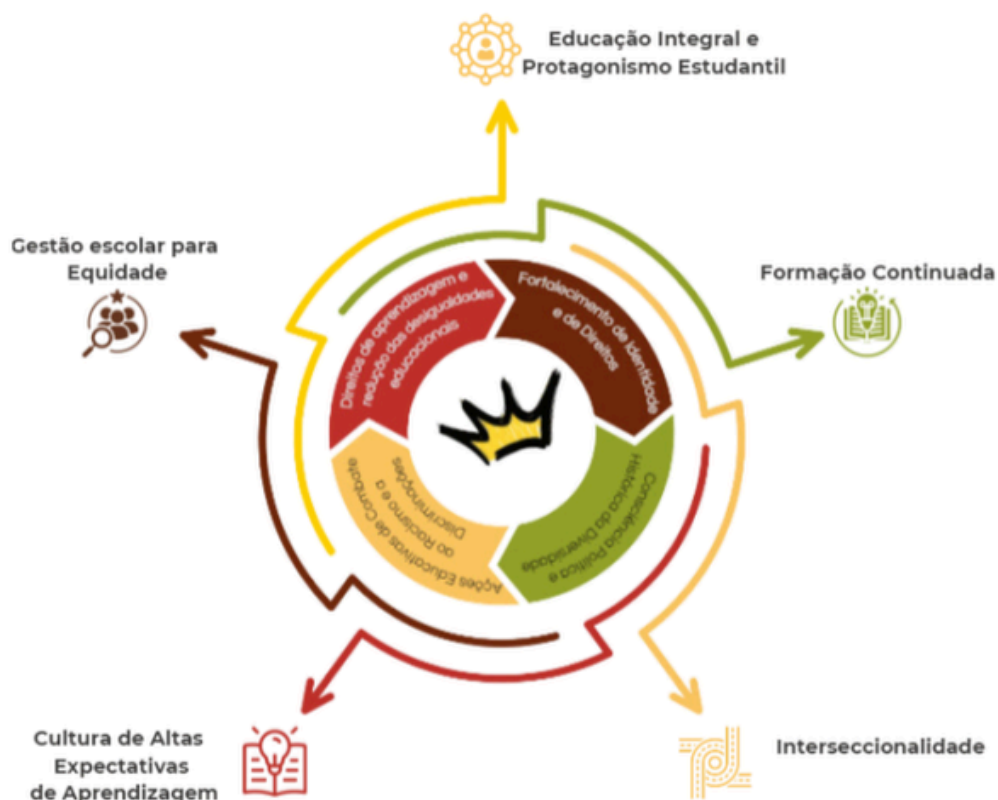 Educação Integral e
Protagonismo Estudantil
Gestão escolar para
Equidade
Formação Continuada
Direitos de aprendizagem e
redução das desigualdades
educacionais
Fortalecimento de Identidade
e de Direitos
Consciência Política e
Histórica da Diversidade
Ações Educativas de Combate
ao Racismo e a
Discriminações
Cultura de Altas
Expectativas
de Aprendizagem
Interseccionalidade